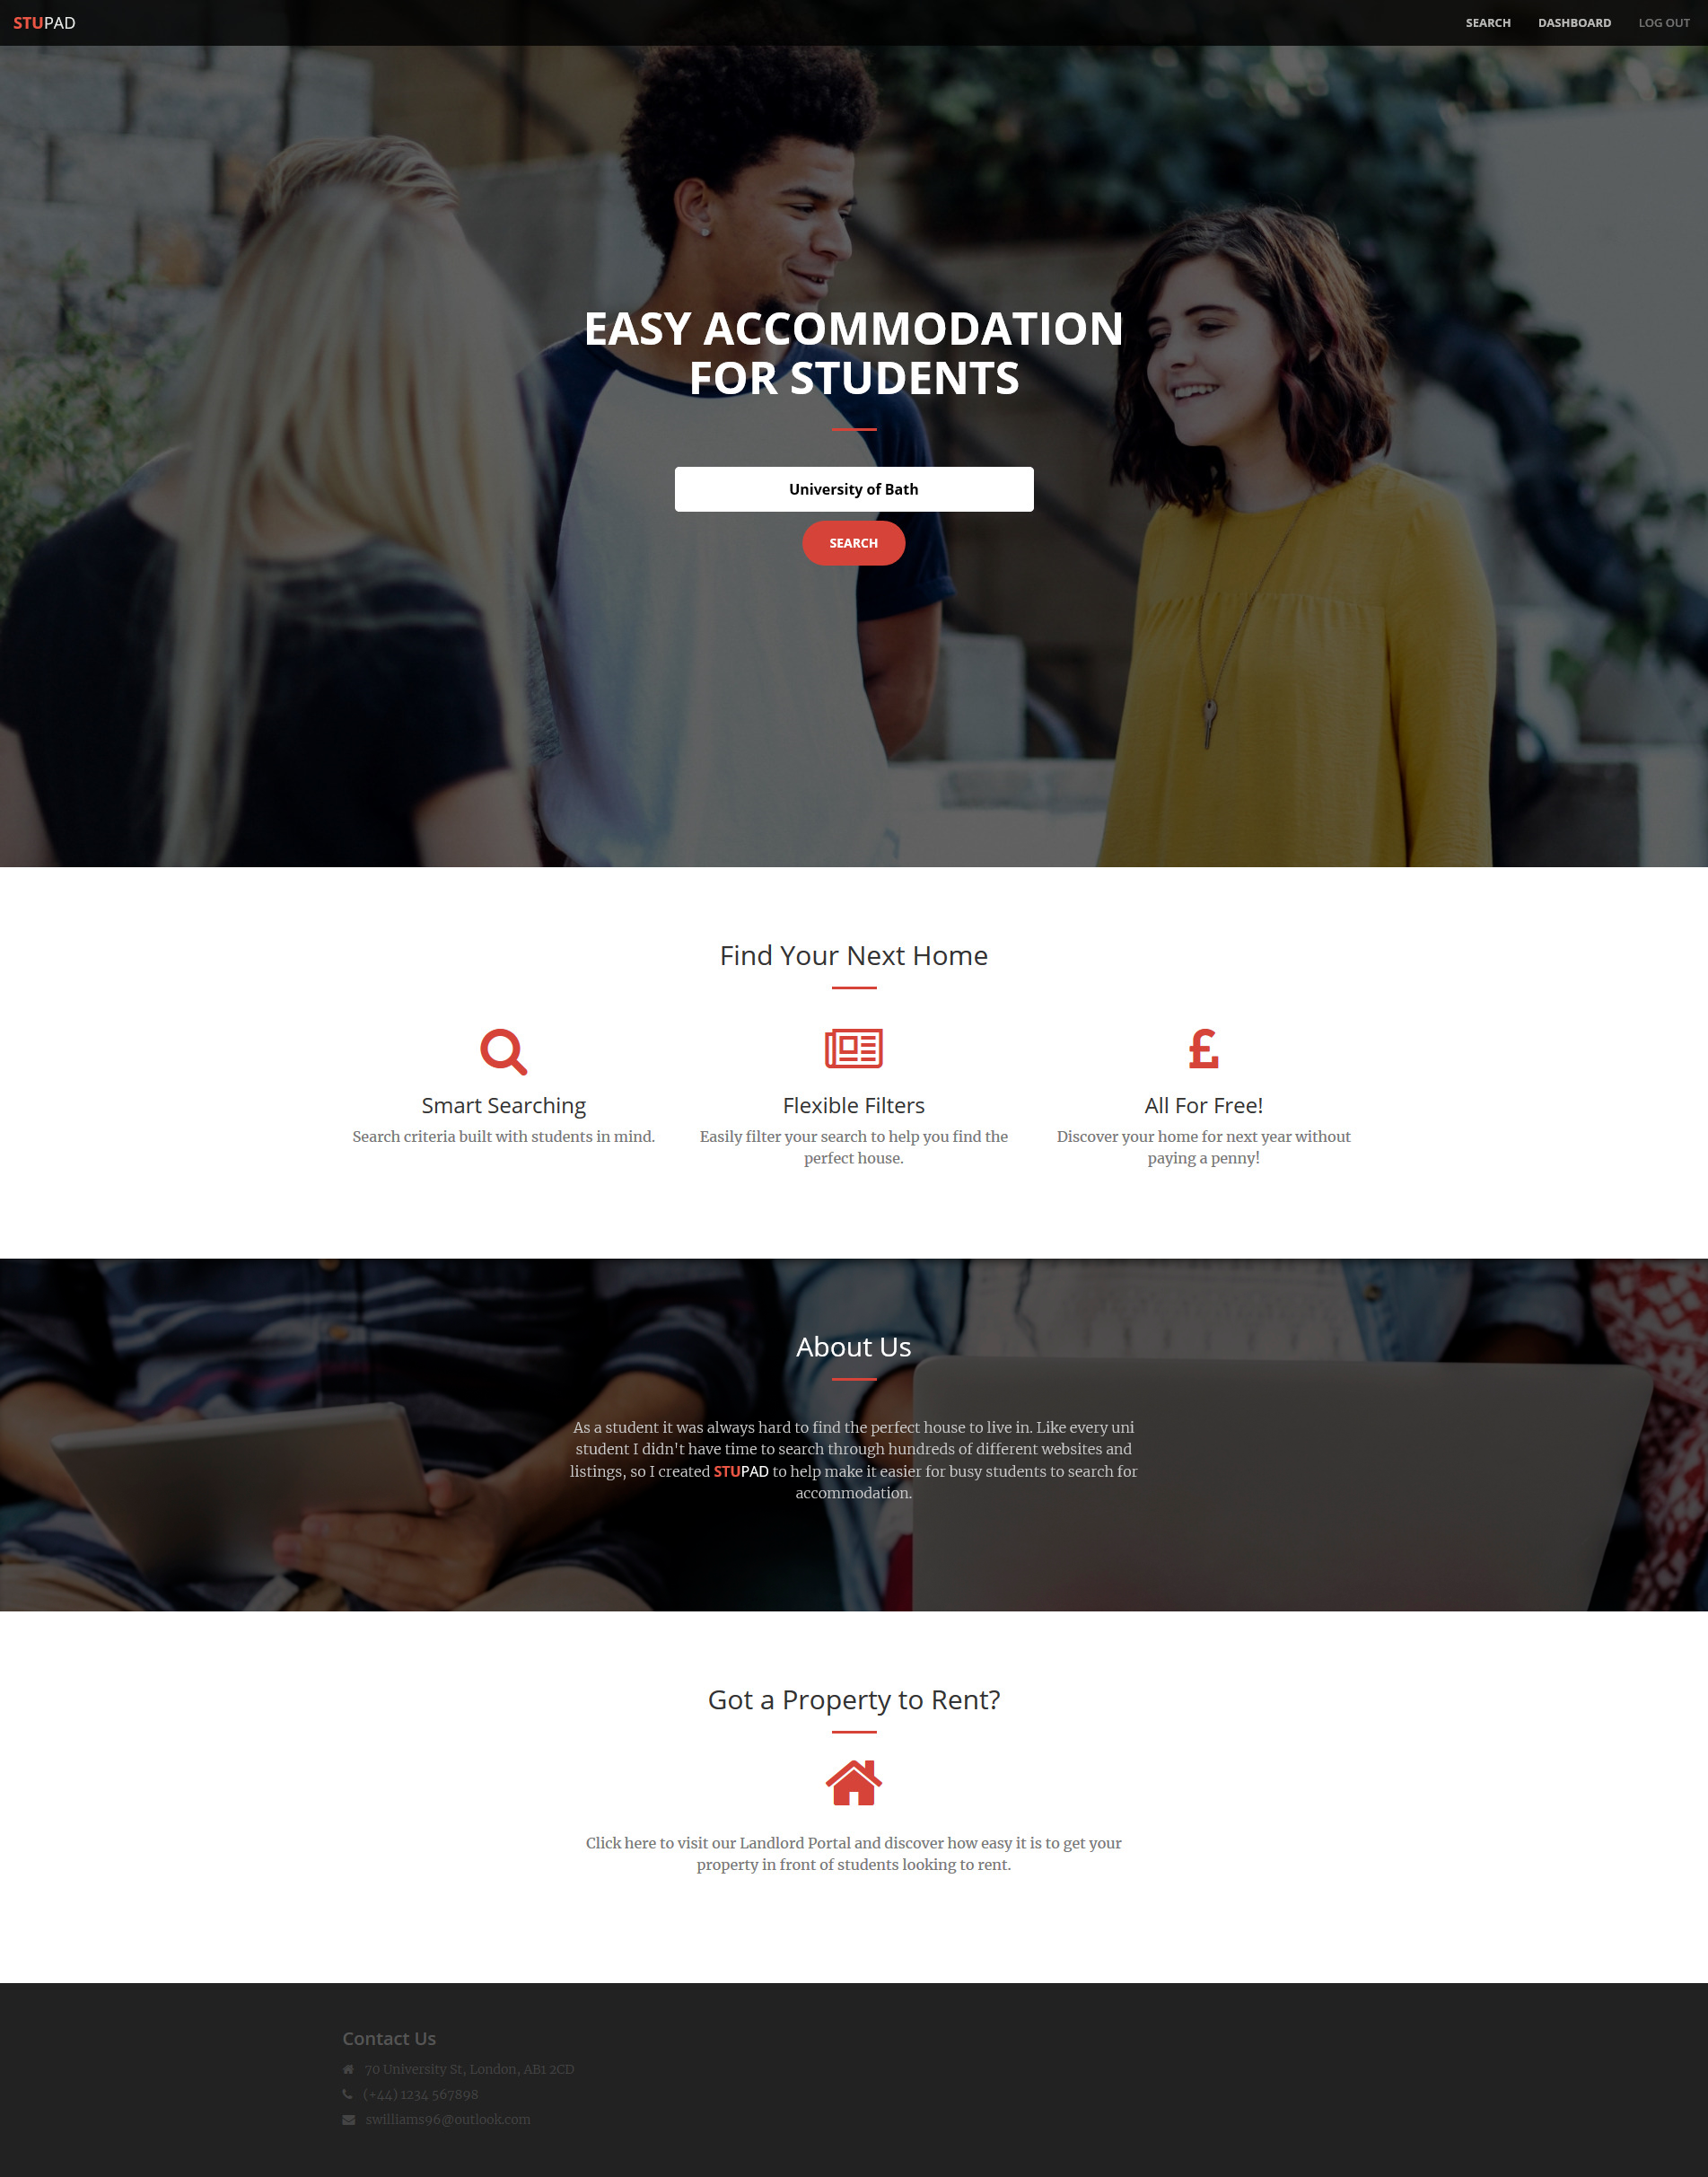 STUPAD
SEARCH
DASHBOARD
LOG OUT
EASY ACCOMMODATION
FOR STUDENTS
University of Bath
SEARCH
Find Your Next Home
Smart Searching
Search criteria built with students in mind.
Flexible Filters
Easily filter your search to help you find the
perfect house.
All For Free!
Discover your home for next year without
paying a penny!
About Us
As a student it was always hard to find the perfect house to live in. Like every uni
student I didn't have time to search through hundreds of different websites and
listings, so I created STUPAD to help make it easier for busy students to search for
accommodation.
Got a Property to Rent?
Click here to visit our Landlord Portal and discover how easy it is to get your
property in front of students looking to rent.
Contact Us
70 University St, London, AB1 2CD
(+44) 1234 567898
swilliams96@outlook.com